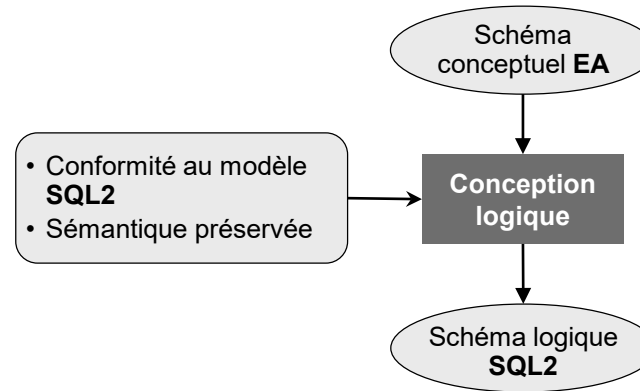 Schéma
conceptuel EA
• Conformité au modèle
SQL2
• Sémantique préservée
Conception
logique
Schéma logique
SQL2